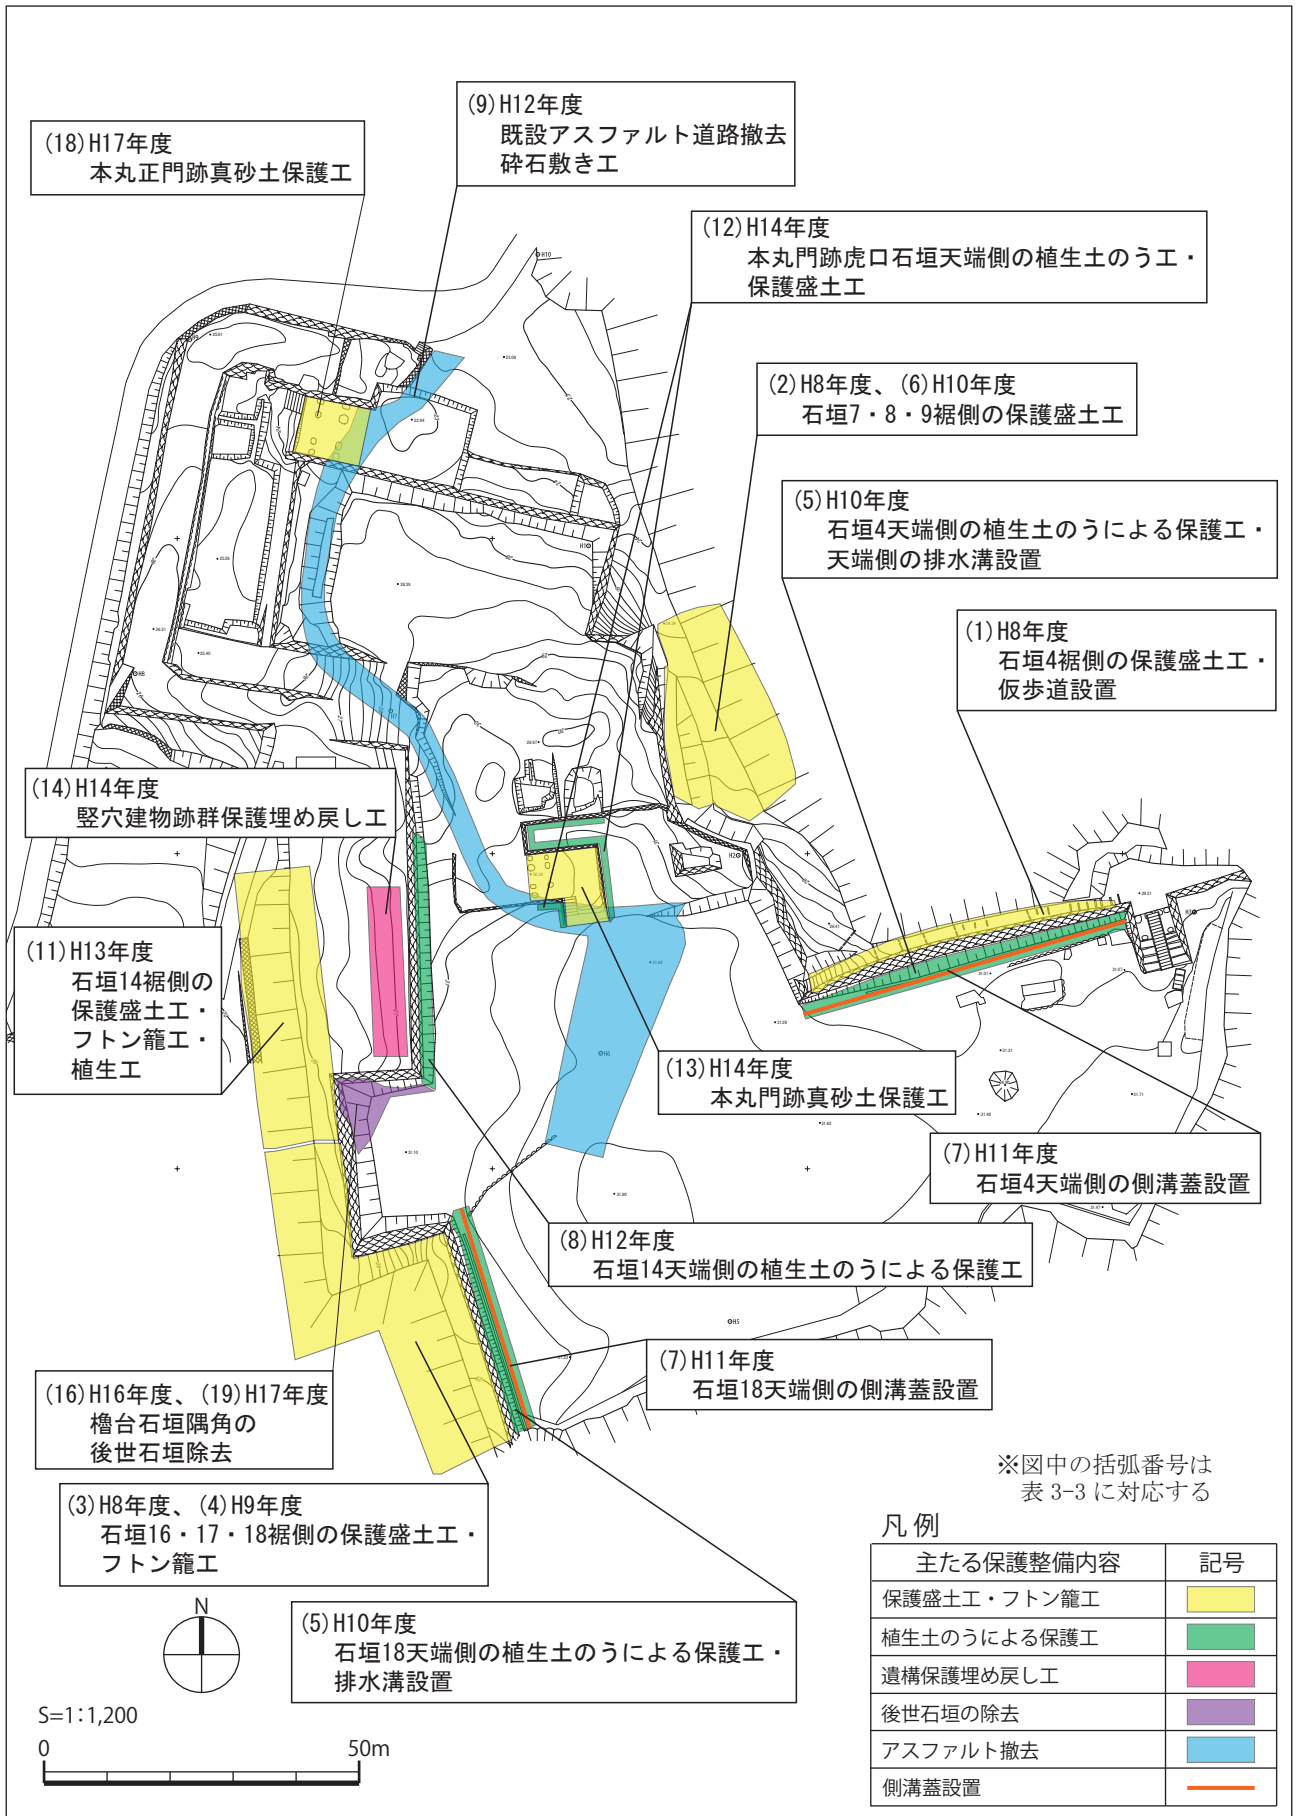 (9)H12年度
既設アスファルト道路撤去
砕石敷き工
(18)H17年度
本丸正門跡真砂土保護工
(12)H14年度
本丸門跡虎口石垣天端側の植生土のう工・
保護盛土工
(2)H8年度、(6)H10年度
石垣7・8・9裾側の保護盛土工
(5)H10年度
石垣4天端側の植生土のうによる保護工・
天端側の排水溝設置
(1)H8年度
石垣4裾側の保護盛土工・
仮歩道設置
(14)H14年度
竪穴建物跡群保護埋め戻し工
(11)H13年度
石垣14裾側の
保護盛土工・
フトン籠工・
植生工
(13)H14年度
本丸門跡真砂土保護工
(7)H11年度
石垣4天端側の側溝蓋設置
(8)H12年度
石垣14天端側の植生土のうによる保護工
(7)H11年度
石垣18天端側の側溝蓋設置
(16)H16年度、(19)H17年度
櫓台石垣隅角の
後世石垣除去
(3)H8年度、(4)H9年度
石垣16・17・18裾側の保護盛土工・
フトン籠工
(5)H10年度
石垣18天端側の植生土のうによる保護工・
排水溝設置
H10
H1
H8
H7
H2
H3
H6
H5
※図中の括弧番号は
表 3-3 に対応する
凡 例
主たる保護整備内容 記号
保護盛土工・フトン籠工
植生土のうによる保護工
遺構保護埋め戻し工
後世石垣の除去
アスファルト撤去
側溝蓋設置
N
S=1:1,200
0 50m